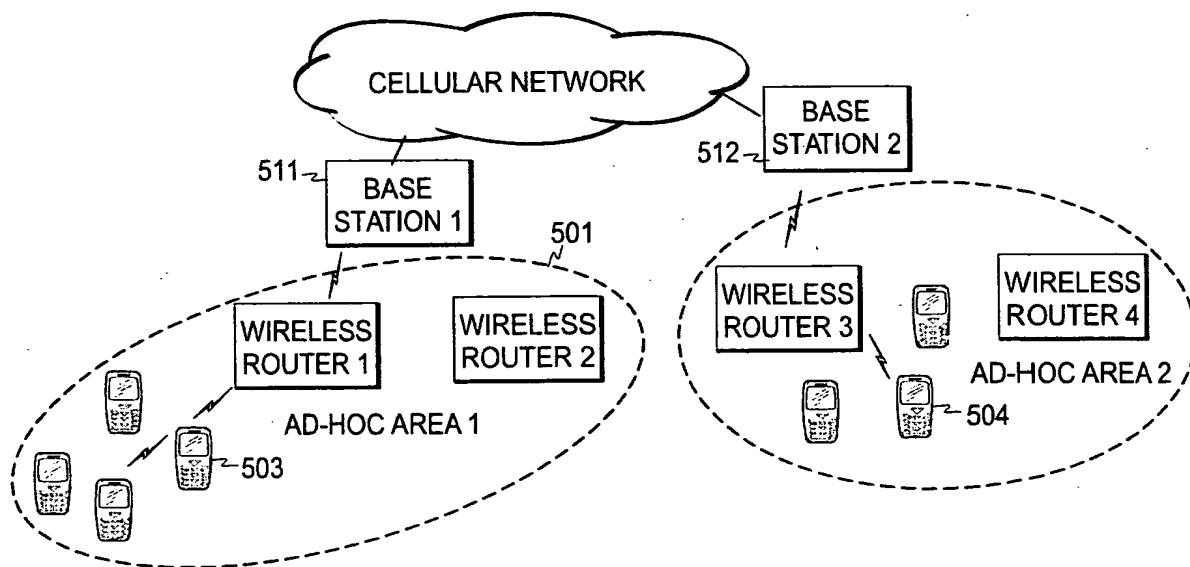 CELLULAR NETWORK
BASE
STATION 2
512
511
BASE
STATION 1
501
WIRELESS
ROUTER 1
WIRELESS
ROUTER 2
AD-HOC AREA 1
503
WIRELESS
ROUTER 3
WIRELESS
ROUTER 4
AD-HOC AREA 2
504